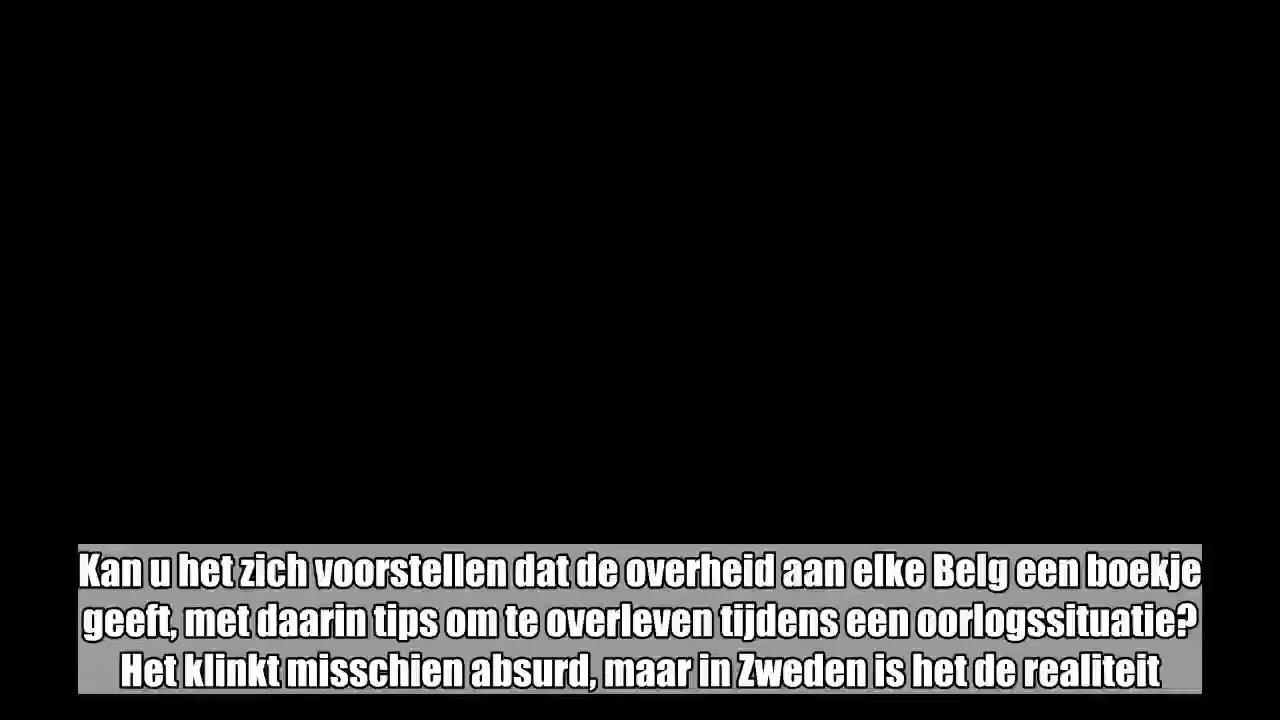 Kan u het zich voorstellen dat de overheid aan elke Belg een boekje
geeft, met daarin tips om te overleven tijdens een oorlogssituatie?
Het klinkt misschien absurd, maar in Zweden is het de realiteit